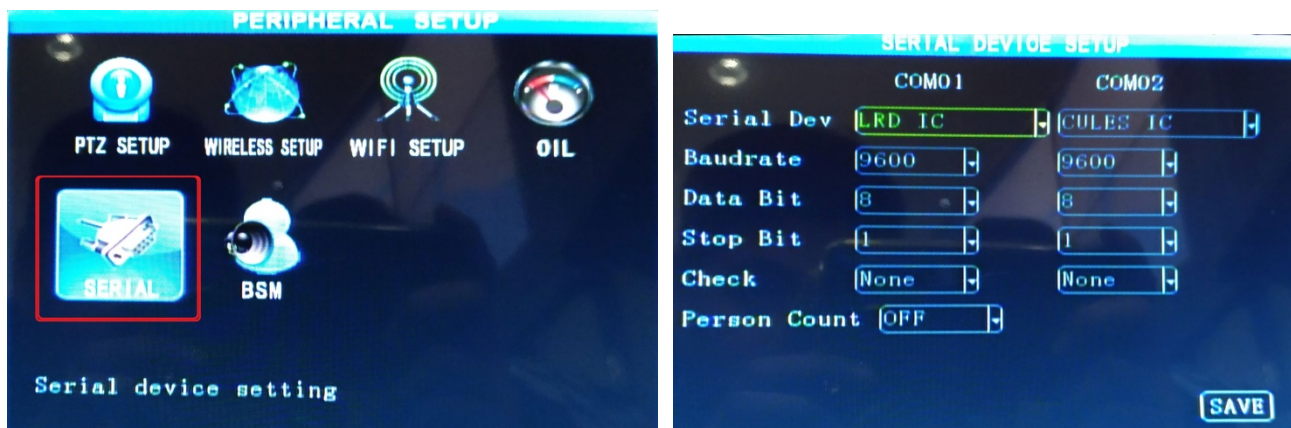 PERIPHERAL SETUP
PTZ SETUP WIRELESS SETUP WIFI SETUP OIL
SERIAL BSM
Serial device setting
SERIAL DEVICE SETUP
COM01 COM02
Serial Dev LRD IC CULES IC
Baudrate 9600 9600
Data Bit 8 8
Stop Bit 1 1
Check None None
Person Count OFF
SAVE